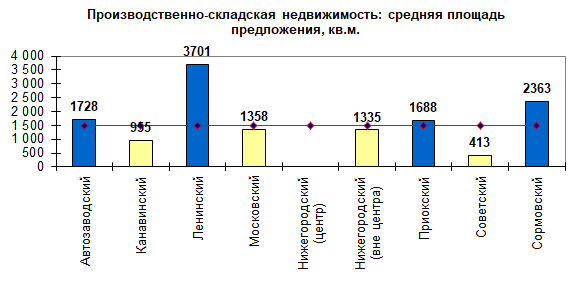 Производственно-складская недвижимость: средняя площадь
предложения, кв.м.
4 000
3 500
3 000
2 500
2 000
1 500
1 000
500
0
1728
955
3701
1358
1335
1688
413
2363
Автозаводский
Канавинский
Ленинский
Московский
Нижегородский
(центр)
Нижегородский
(вне центра)
Приокский
Советский
Сормовский